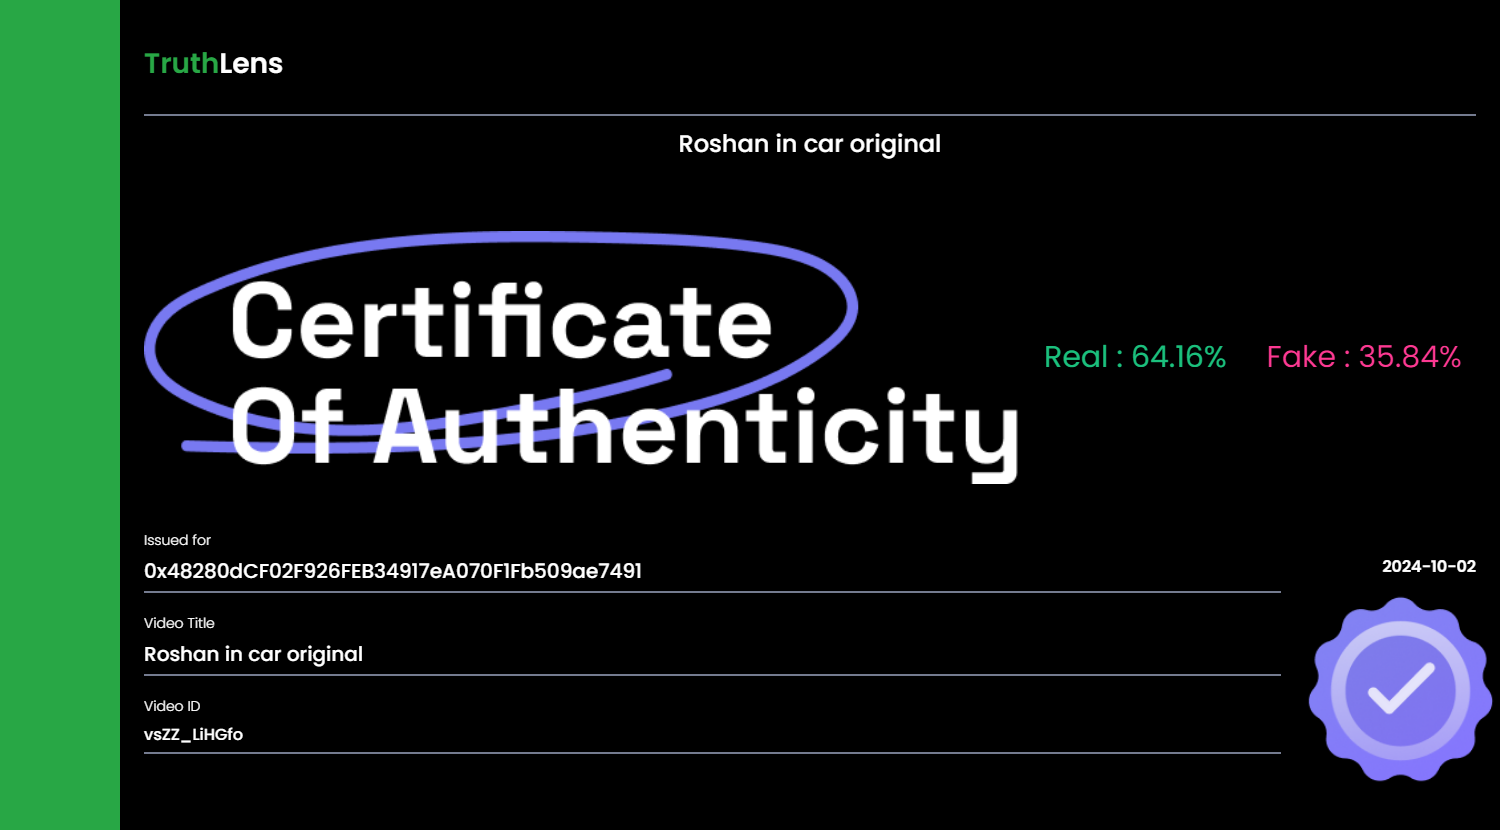 TruthLens
Roshan in car original
Certificate
Of Authenticity
Real : 64.16% Fake : 35.84%
Issued for
0x48280dCF02F926FEB34917eA070F1Fb509ae7491
2024-10-02
Video Title
Roshan in car original
Video ID
vsZZ_LiHGfo